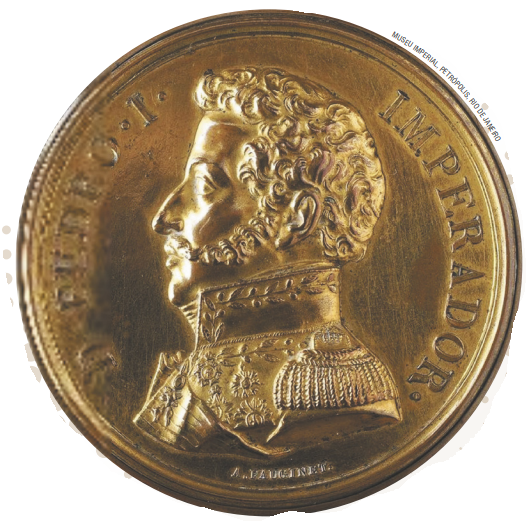 D. PEDRO. I.
IMPERADOR.
MUSEU IMPERIAL, PETRÓPOLIS, RIO DE JANEIRO